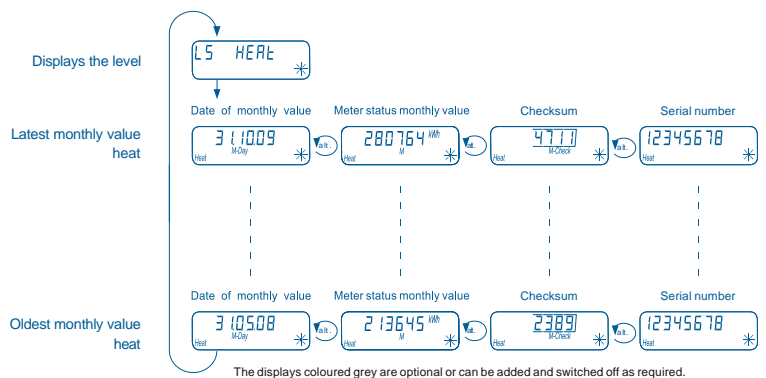 Displays the level
LS HEAt
Date of monthly value
Meter status monthly value
Checksum
Serial number
Latest monthly value
heat
31.10.09
M-Day
Heat
alt.
280764 kWh
M
Heat
alt.
4711
M-Check
Heat
alt.
12345678
Heat
Date of monthly value
Meter status monthly value
Checksum
Serial number
Oldest monthly value
heat
31.05.08
M-Day
Heat
alt.
213645 kWh
M
Heat
alt.
2389
M-Check
Heat
alt.
12345678
Heat
The displays coloured grey are optional or can be added and switched off as required.